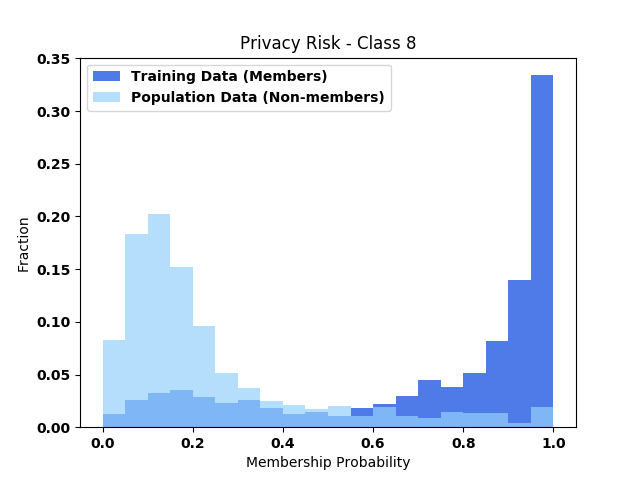 Privacy Risk - Class 8
Training Data (Members)
Population Data (Non-members)
Fraction
0.35
0.30
0.25
0.20
0.15
0.10
0.05
0.00
0.0 0.2 0.4 0.6 0.8 1.0
Membership Probability